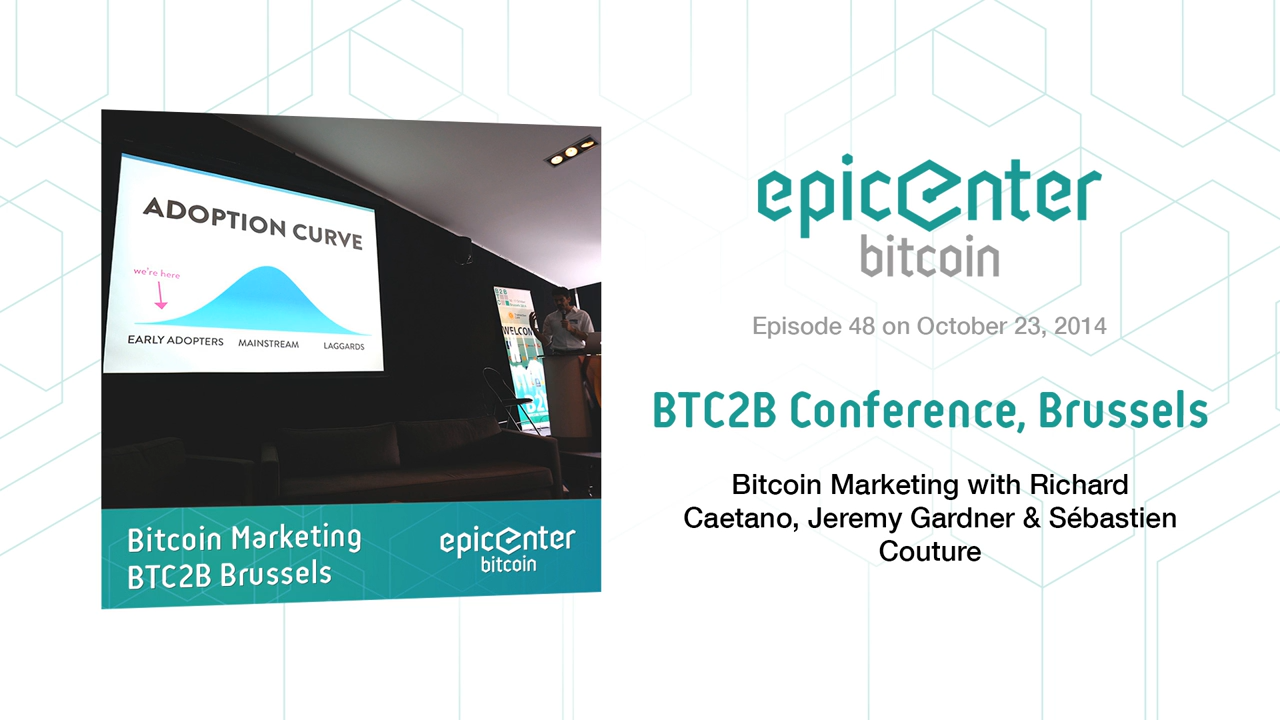 ADOPTION CURVE
we're here
EARLY ADOPTERS MAINSTREAM LAGGARDS
WELCOM
Bitcoin Marketing
BTC2B Brussels
epicenter
bitcoin
epicenter
bitcoin
Episode 48 on October 23, 2014
BTC2B Conference, Brussels
Bitcoin Marketing with Richard
Caetano, Jeremy Gardner & Sébastien
Couture